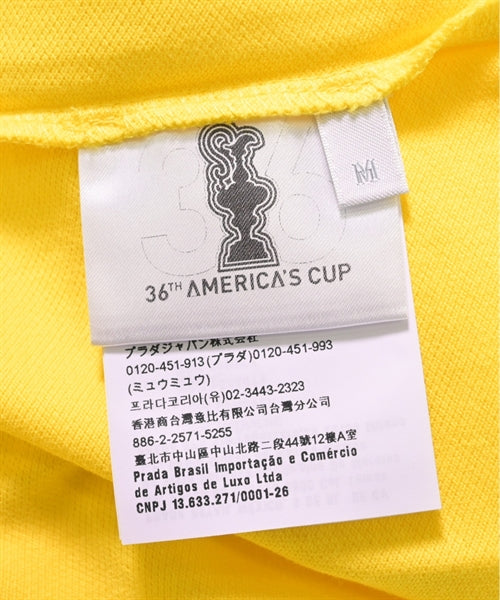 36
M
36TH AMERICA'S CUP
プラダジャパン株式会社
0120-451-913 (プラダ)0120-451-993
(ミュウミュウ)
프라다코리아(유)02-3443-2323
香港商台灣意比有限公司台灣分公司
886-2-2571-5255
臺北市中山區中山北路二段44號12樓A室
Prada Brasil Importação e Comércio
de Artigos de Luxo Ltda
CNPJ 13.633.271/0001-26